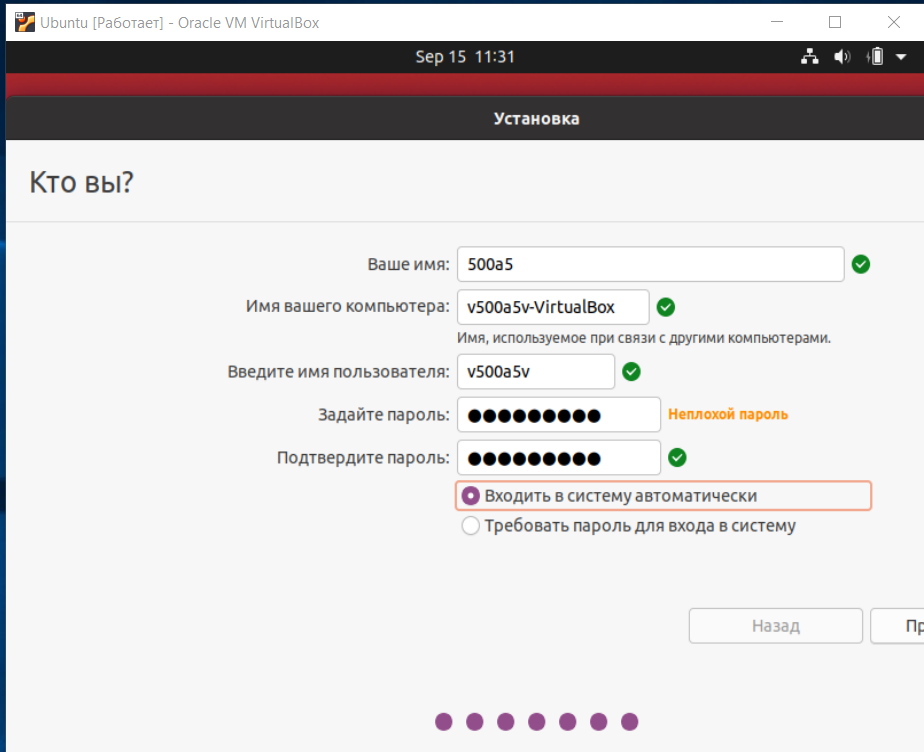 Ubuntu [Работает] - Oracle VM VirtualBox
Sep 15 11:31
Установка
Кто вы?
Ваше имя: 500a5
Имя вашего компьютера: v500a5v-VirtualBox
Имя, используемое при связи с другими компьютерами.
Введите имя пользователя: v500a5v
Задайте пароль: ●●●●●●●●● Неплохой пароль
Подтвердите пароль: ●●●●●●●●●
Входить в систему автоматически
Требовать пароль для входа в систему
Назад Пр